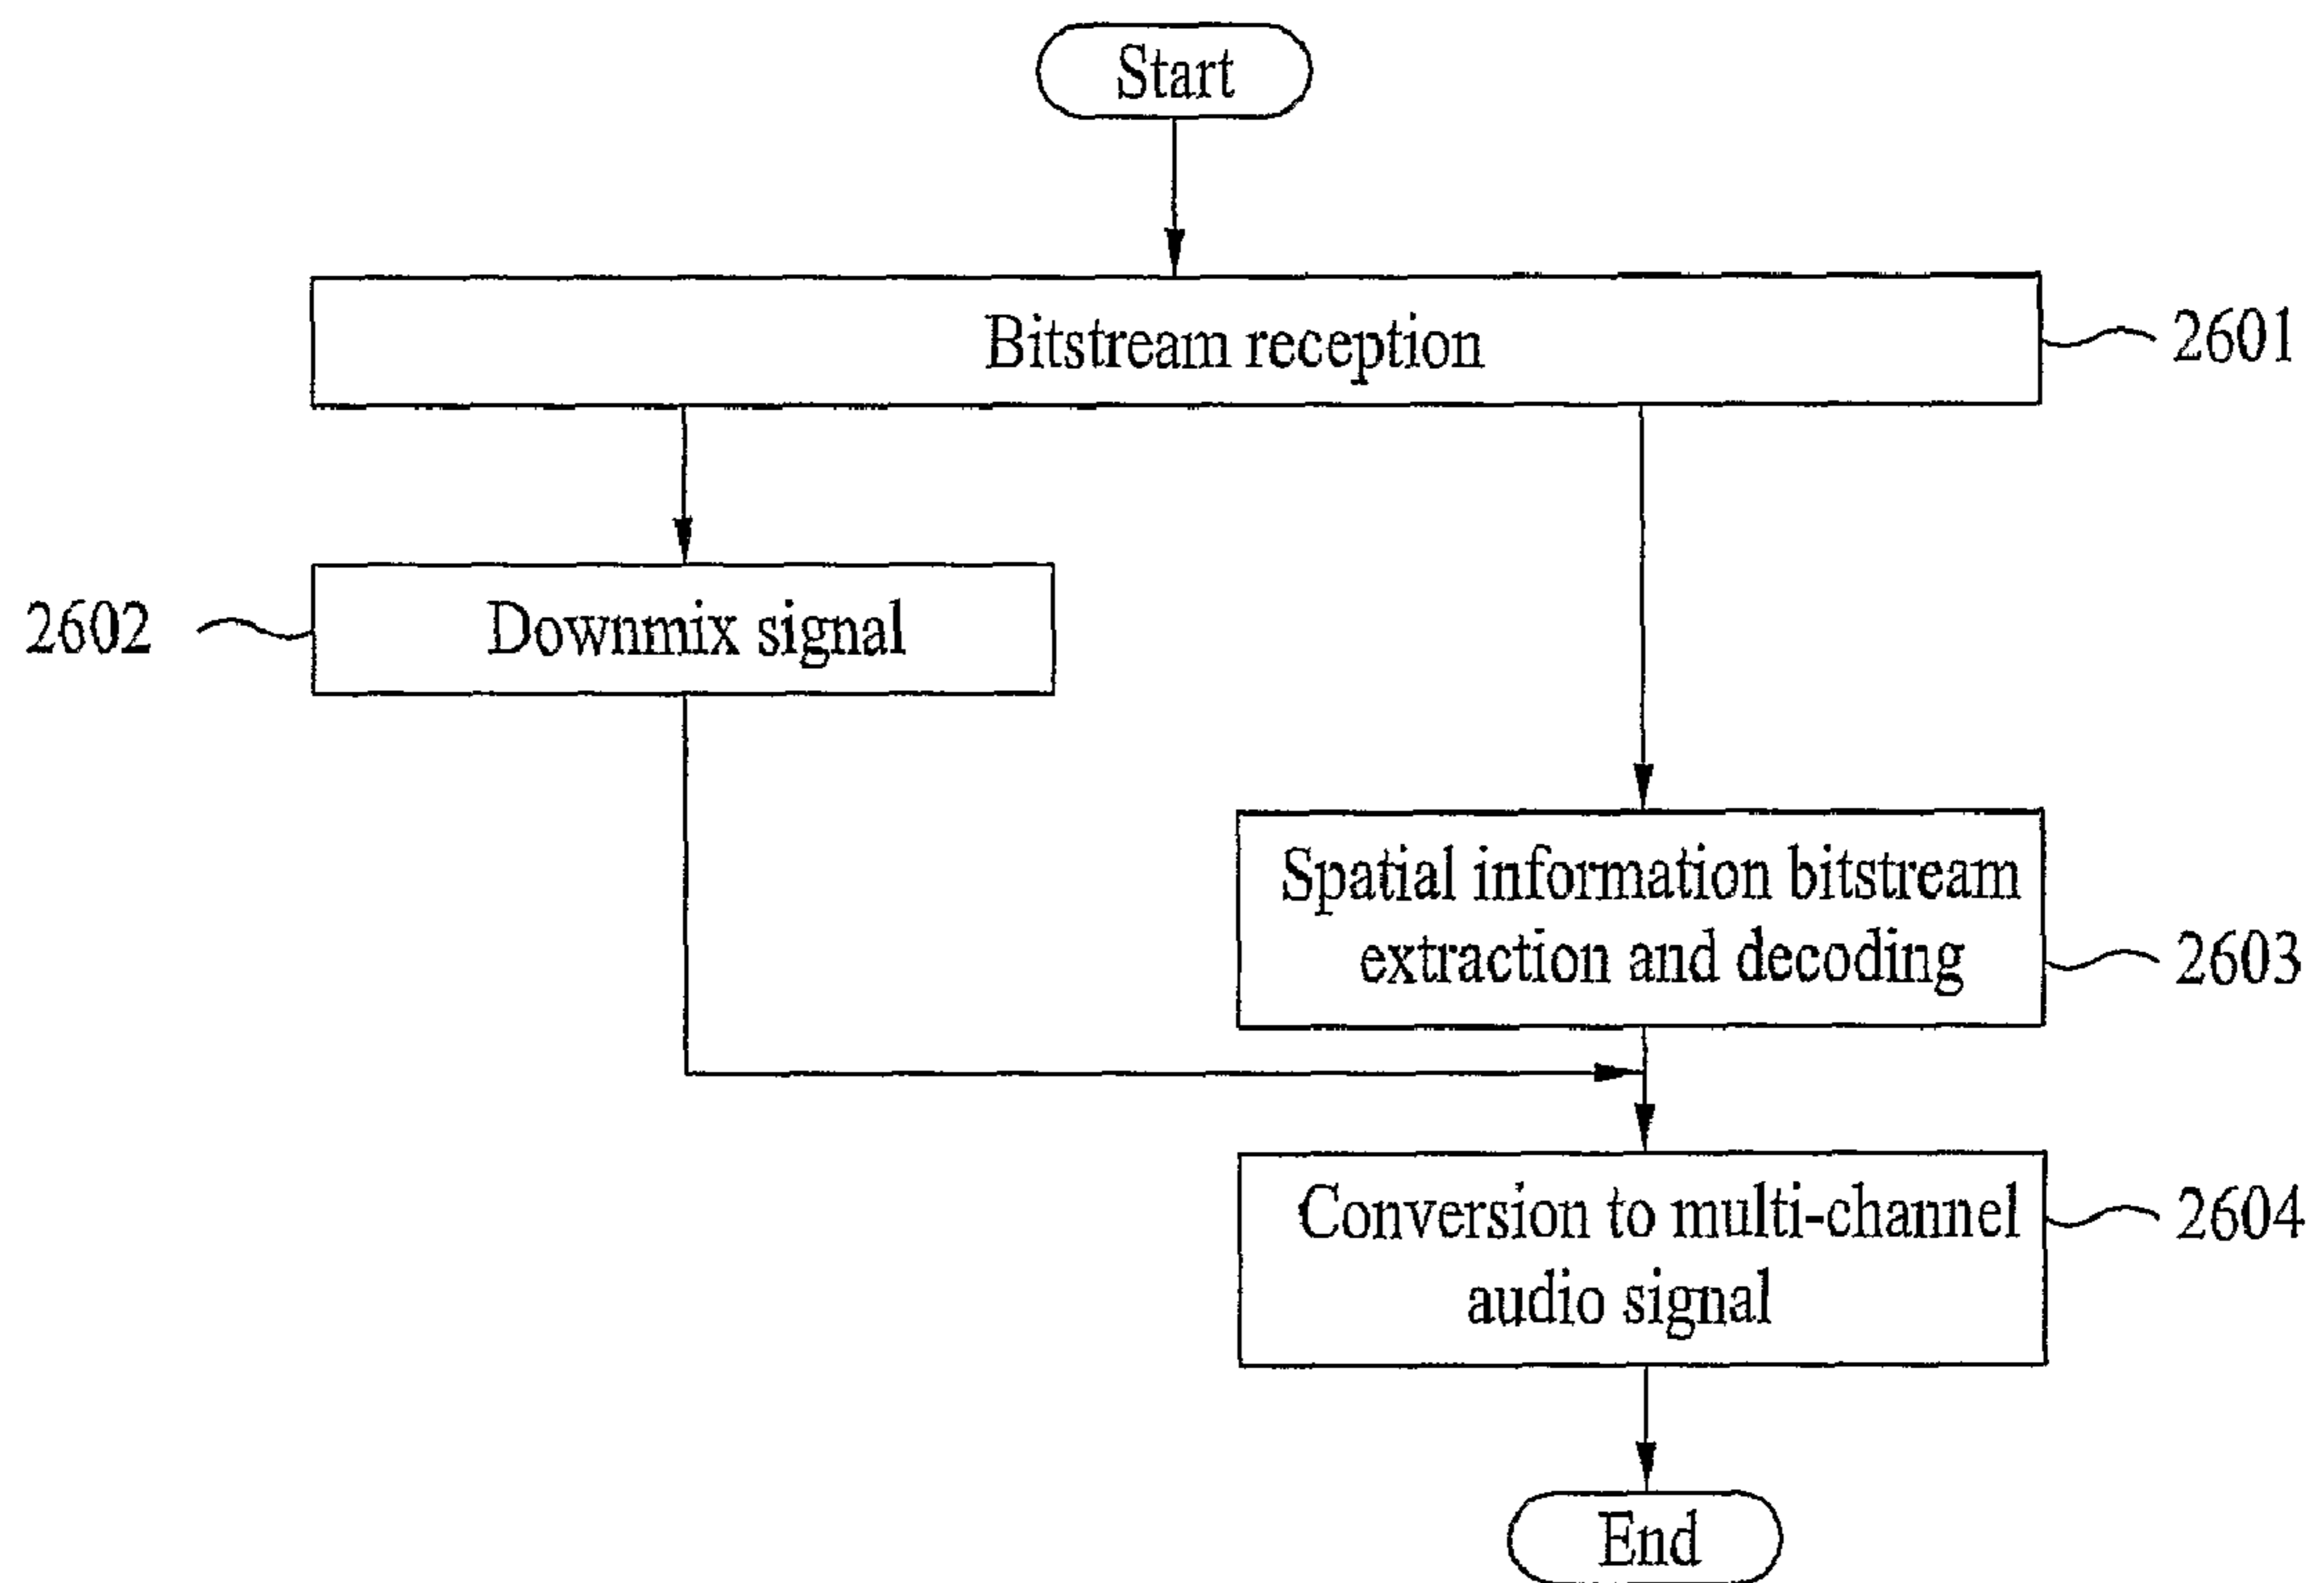 Start
Bitstream reception
2601
2602
Downmix signal
Spatial information bitstream
extraction and decoding
2603
Conversion to multi-channel
audio signal
2604
End